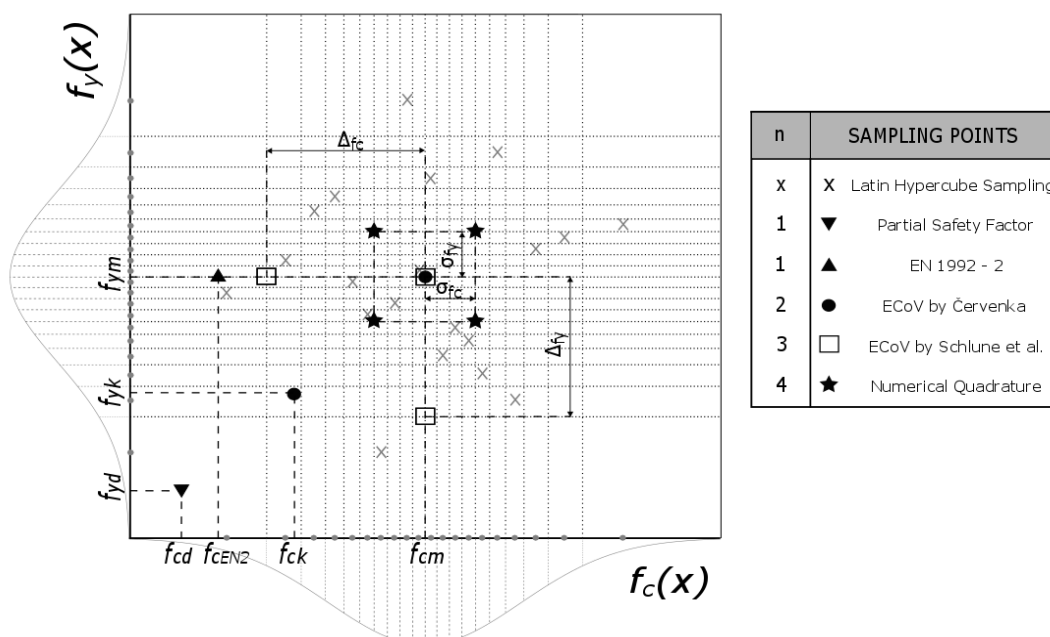 f_y(x)
Δ_fc
σ_fy
σ_fc
Δ_fy
f_ym
f_yk
f_yd
f_cd f_cEN2 f_ck f_cm
f_c(x)
n SAMPLING POINTS
x X Latin Hypercube Sampling
1 ▼ Partial Safety Factor
1 ▲ EN 1992 - 2
2 ● ECoV by Červenka
3 □ ECoV by Schlune et al.
4 ★ Numerical Quadrature